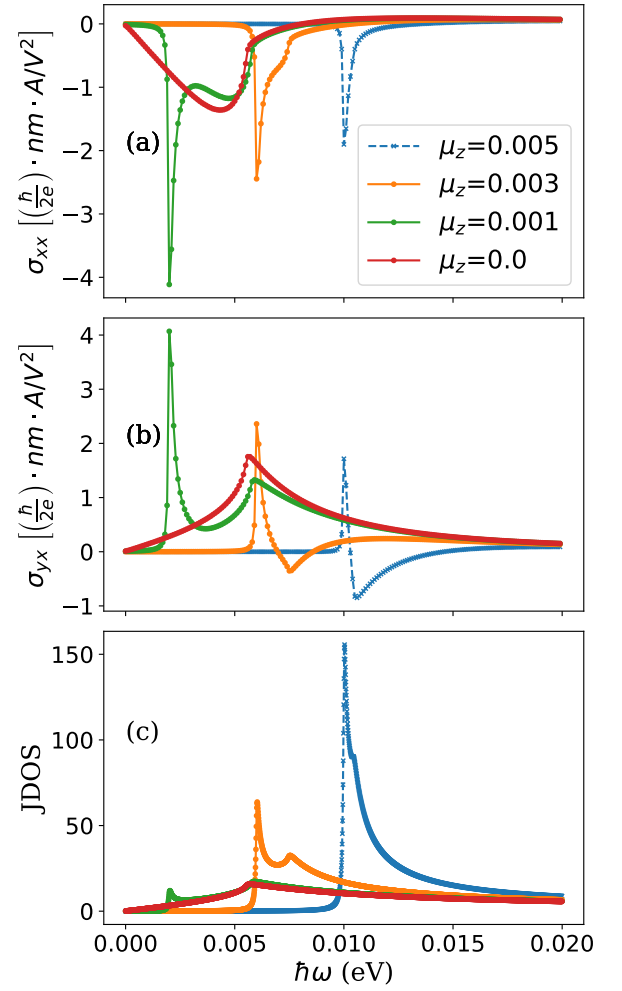 0
−1
−2
−3
−4
σxx [(ħ/2e) · nm · A/V²]
(a)
μz=0.005
μz=0.003
μz=0.001
μz=0.0
4
3
2
1
0
−1
σyx [(ħ/2e) · nm · A/V²]
(b)
150
100
50
0
JDOS
(c)
0.000 0.005 0.010 0.015 0.020
ħω (eV)